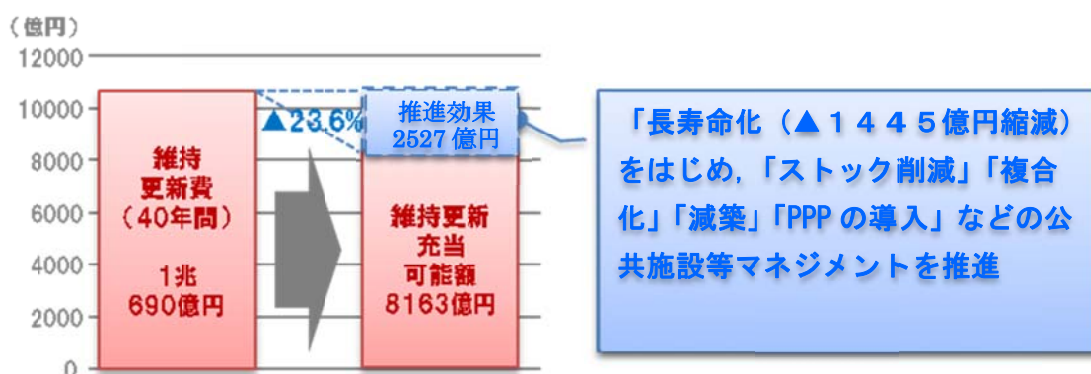 （億円）
12000
10000
8000
6000
4000
2000
0
維持
更新費
（40年間）
1兆
690億円
▲23.6%
推進効果
2527億円
維持更新
充当
可能額
8163億円
「長寿命化（▲１４４５億円縮減）
をはじめ，「ストック削減」「複合
化」「減築」「PPPの導入」などの公
共施設等マネジメントを推進